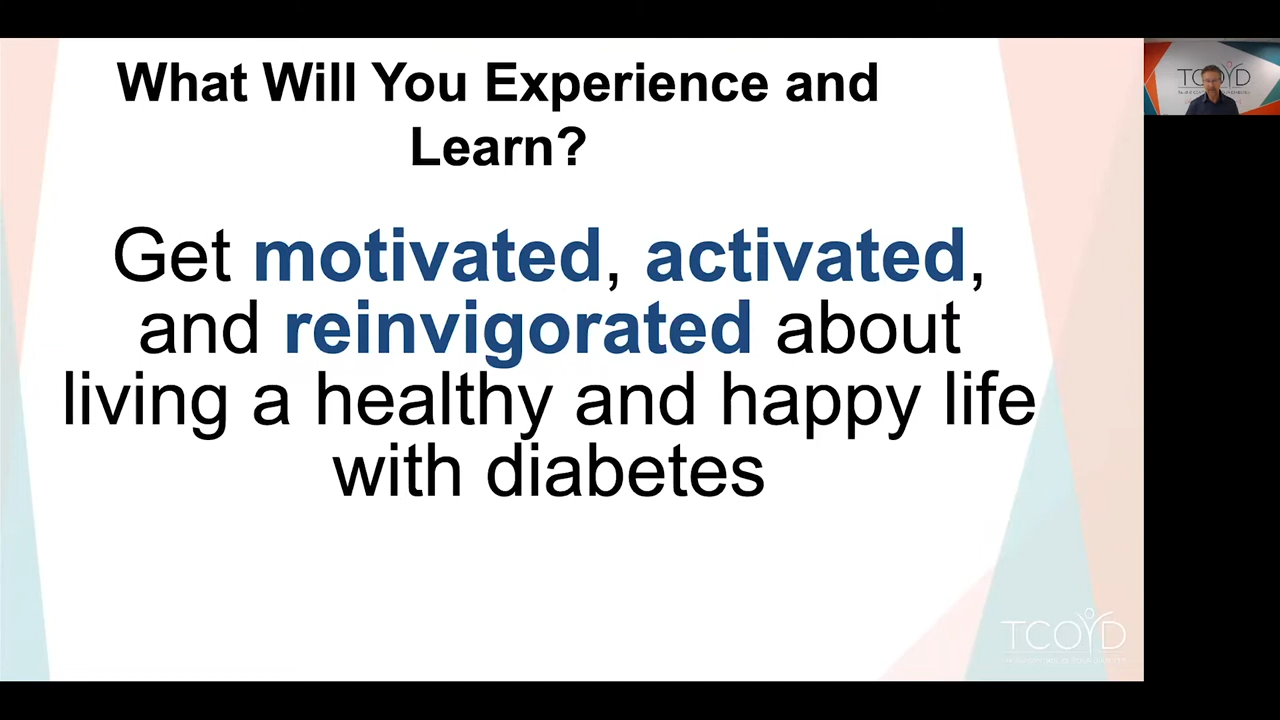 What Will You Experience and
Learn?
Get motivated, activated,
and reinvigorated about
living a healthy and happy life
with diabetes
TCOYD
TCOYD